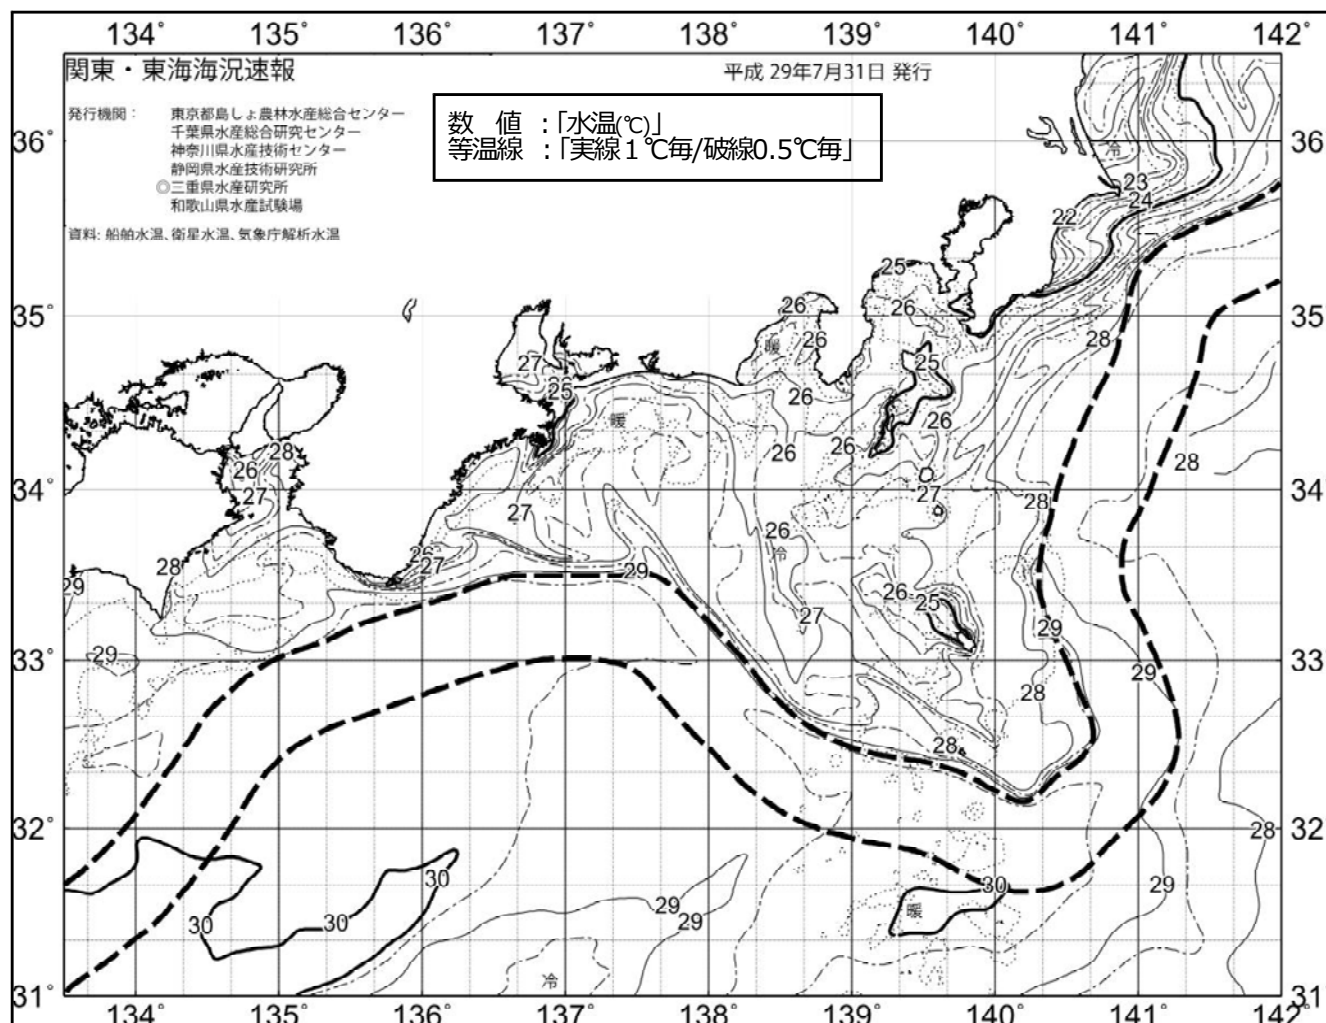 134° 135° 136° 137° 138° 139° 140° 141° 142°
関東・東海海況速報
平成 29年7月31日 発行
発行機関： 東京都島しょ農林水産総合センター
千葉県水産総合研究センター
神奈川県水産技術センター
静岡県水産技術研究所
◎三重県水産研究所
和歌山県水産試験場
資料: 船舶水温、衛星水温、気象庁解析水温
数 値 ：「水温(℃)」
等温線 ：「実線１℃毎/破線0.5℃毎」
36° 36
冷
23
24
22
25
35° 26 26 35
28
暖 26
27 25
25
26
暖 26
28 26 26 28
26
27 34° 27 28 34
27
26
冷
26 27
28 29
29 26 25
27
29
29
33° 29 33
28
28
32° 28 32
30 30 29
29
30 30 29 暖
冷
31° 31
134° 135° 136° 137° 138° 139° 140° 141° 142°